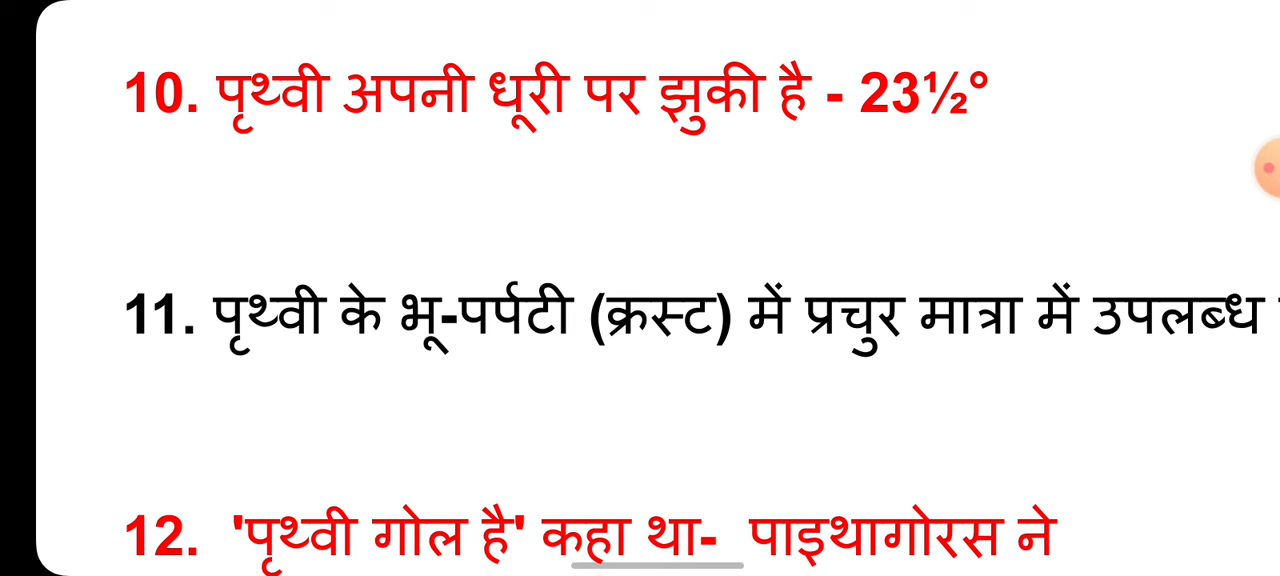 10. पृथ्वी अपनी धूरी पर झुकी है - 23½°
11. पृथ्वी के भू-पर्पटी (क्रस्ट) में प्रचुर मात्रा में उपलब्ध
12. 'पृथ्वी गोल है' कहा था- पाइथागोरस ने